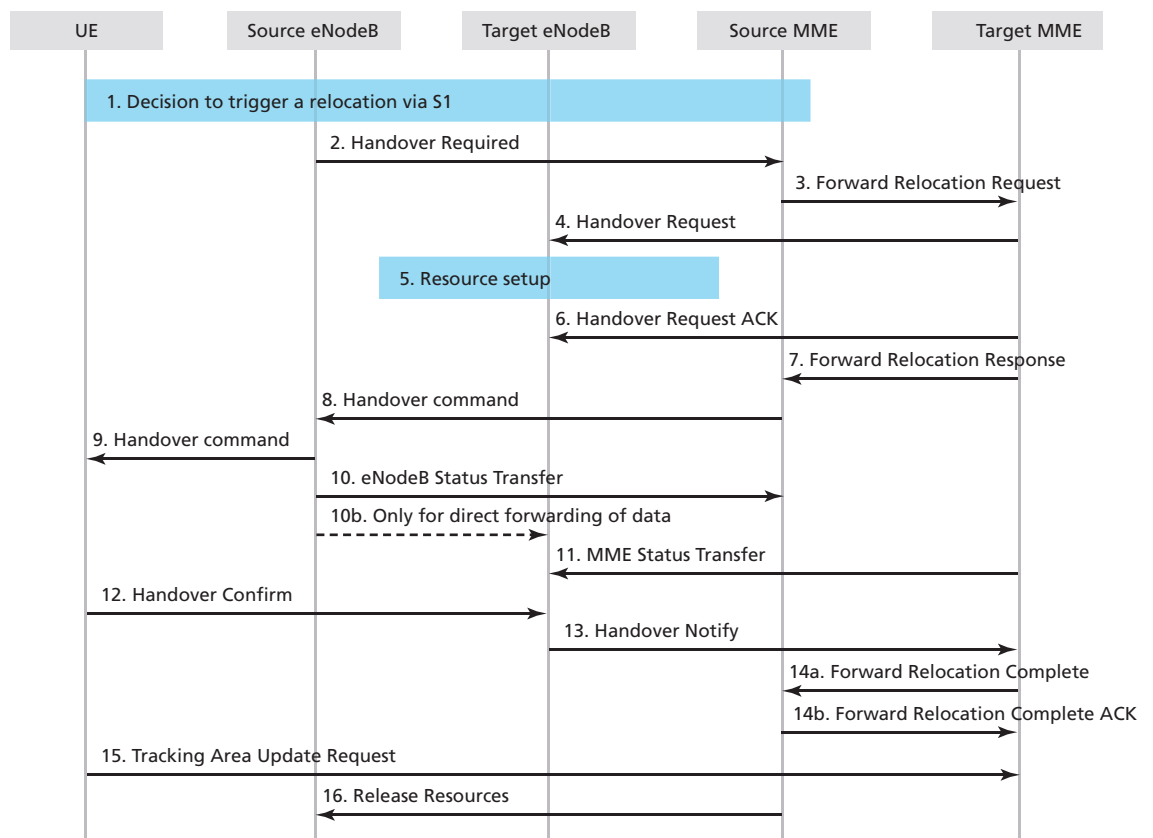 UE
Source eNodeB
Target eNodeB
Source MME
Target MME
1. Decision to trigger a relocation via S1
2. Handover Required
3. Forward Relocation Request
4. Handover Request
5. Resource setup
6. Handover Request ACK
7. Forward Relocation Response
8. Handover command
9. Handover command
10. eNodeB Status Transfer
10b. Only for direct forwarding of data
11. MME Status Transfer
12. Handover Confirm
13. Handover Notify
14a. Forward Relocation Complete
14b. Forward Relocation Complete ACK
15. Tracking Area Update Request
16. Release Resources